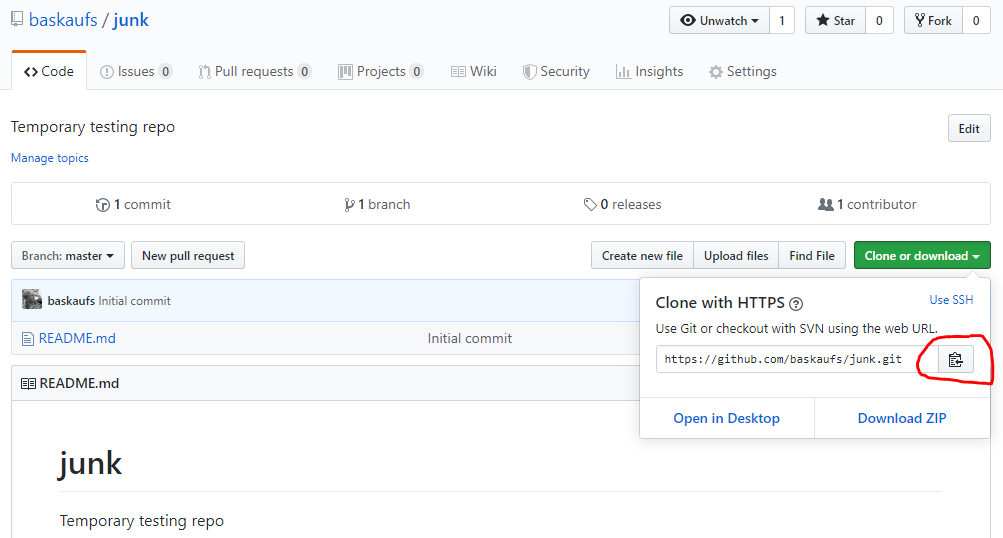 baskaufs / junk
Unwatch 1 Star 0 Fork 0
Code Issues 0 Pull requests 0 Projects 0 Wiki Security Insights Settings
Temporary testing repo
Edit
Manage topics
1 commit 1 branch 0 releases 1 contributor
Branch: master New pull request Create new file Upload files Find File Clone or download
baskaufs Initial commit
README.md Initial commit
Clone with HTTPS ? Use SSH
Use Git or checkout with SVN using the web URL.
https://github.com/baskaufs/junk.git
Open in Desktop Download ZIP
README.md
junk
Temporary testing repo